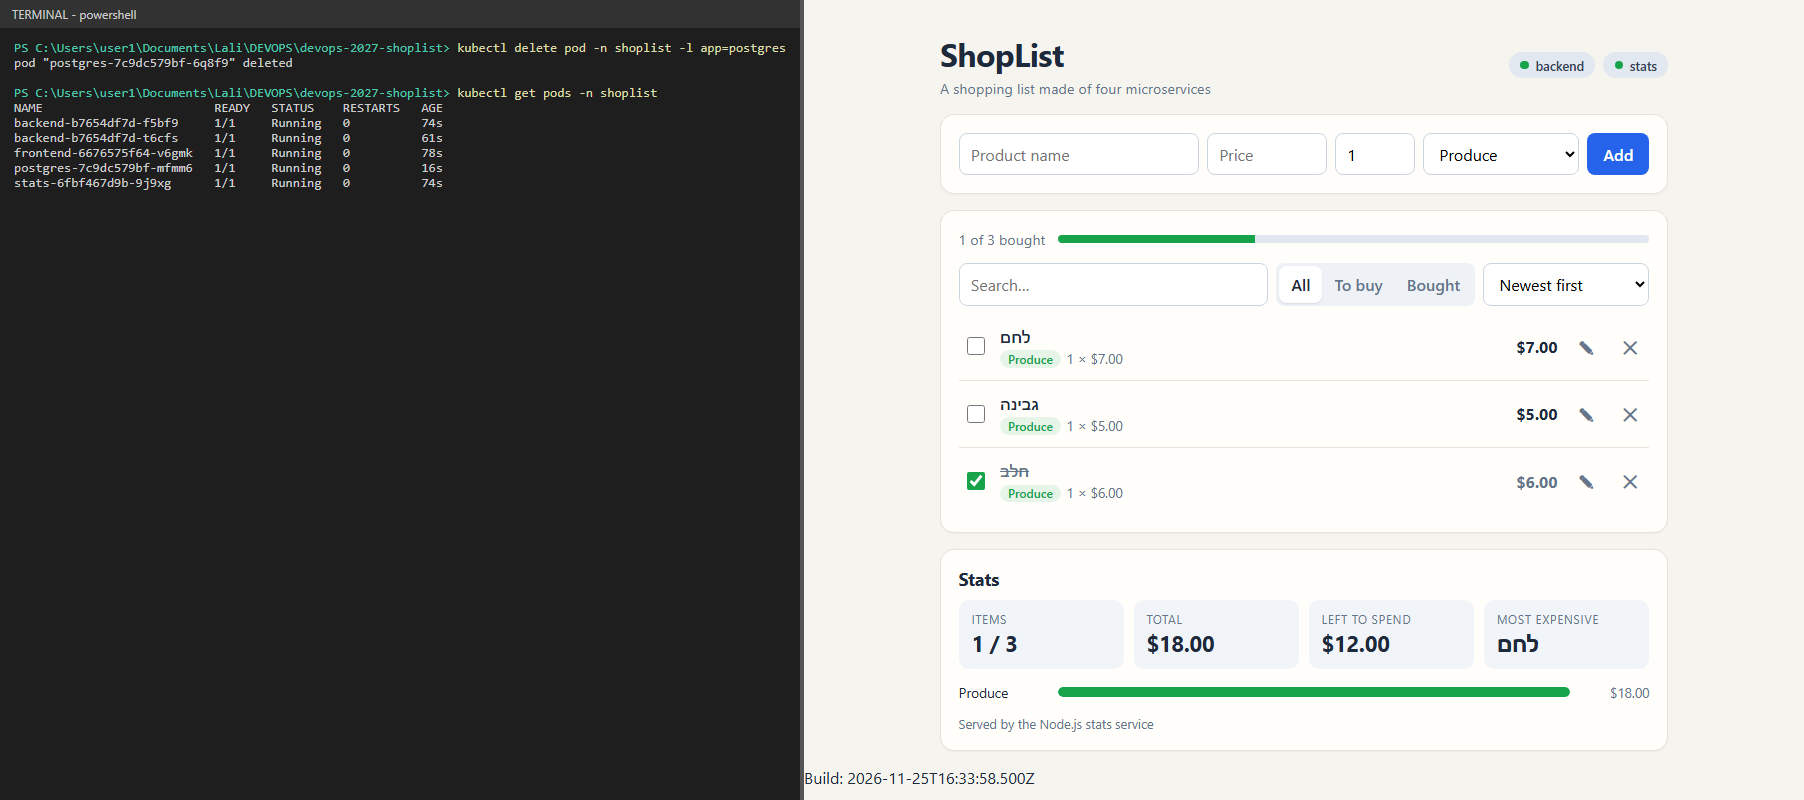 TERMINAL - powershell
PS C:\Users\user1\Documents\Lali\DEVOPS\devops-2027-shoplist> kubectl delete pod -n shoplist -l app=postgres
pod "postgres-7c9dc579bf-6q8f9" deleted
PS C:\Users\user1\Documents\Lali\DEVOPS\devops-2027-shoplist> kubectl get pods -n shoplist
NAME READY STATUS RESTARTS AGE
backend-b7654df7d-f5bf9 1/1 Running 0 74s
backend-b7654df7d-t6cfs 1/1 Running 0 61s
frontend-6676575f64-v6gmk 1/1 Running 0 78s
postgres-7c9dc579bf-mfmm6 1/1 Running 0 16s
stats-6fbf467d9b-9j9xg 1/1 Running 0 74s
ShopList
backend stats
A shopping list made of four microservices
Product name Price 1 Produce Add
1 of 3 bought
Search... All To buy Bought Newest first
לחם
Produce 1 × $7.00
$7.00
גבינה
Produce 1 × $5.00
$5.00
חלב
Produce 1 × $6.00
$6.00
Stats
ITEMS TOTAL LEFT TO SPEND MOST EXPENSIVE
1 / 3 $18.00 $12.00 לחם
Produce $18.00
Served by the Node.js stats service
Build: 2026-11-25T16:33:58.500Z